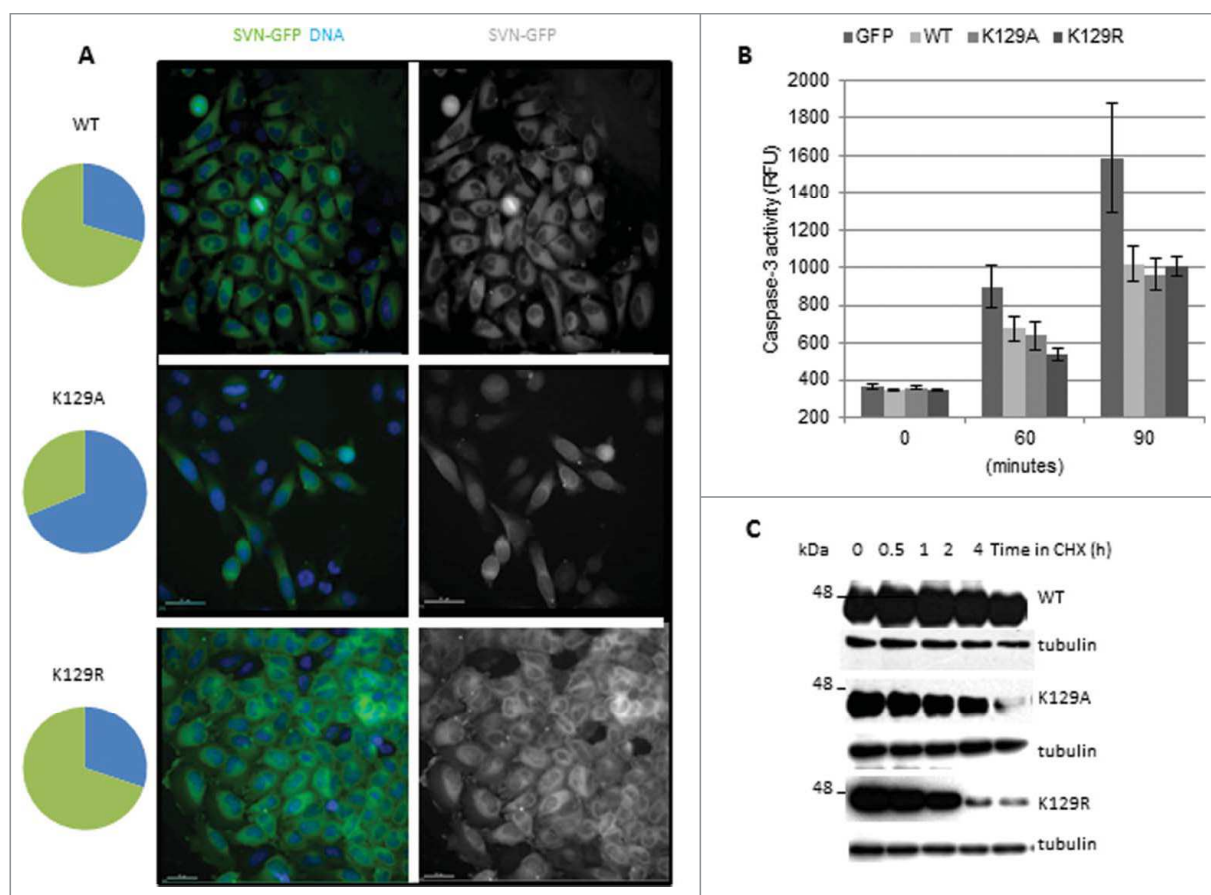 SVN-GFP DNA
SVN-GFP
A
WT
K129A
K129R
B
GFP WT K129A K129R
Caspase-3 activity (RFU)
2000
1800
1600
1400
1200
1000
800
600
400
200
0
60
90
(minutes)
C
kDa 0 0.5 1 2 4 Time in CHX (h)
48
WT
tubulin
48
K129A
tubulin
48
K129R
tubulin